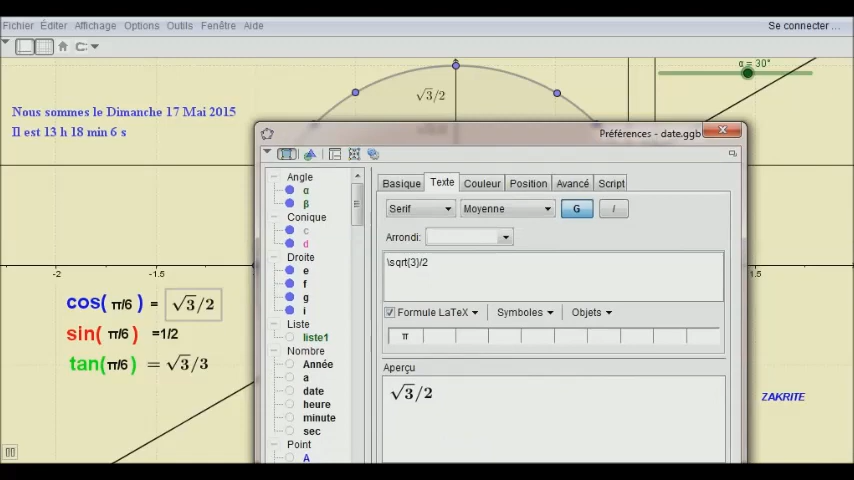 Fichier Éditer Affichage Options Outils Fenêtre Aide
Se connecter ...
α = 30°
Nous sommes le Dimanche 17 Mai 2015
Il est 13 h 18 min 6 s
√3/2
Préférences - date.ggb
Basique Texte Couleur Position Avancé Script
Serif Moyenne G I
Arrondi:
\sqrt{3}/2
Formule LaTeX Symboles Objets
π
Aperçu
√3/2
Angle
α
β
Conique
c
d
Droite
e
f
g
i
Liste
liste1
Nombre
Année
a
date
heure
minute
sec
Point
A
-2
-1.5
1.5
cos( π/6 ) = √3/2
sin( π/6 ) =1/2
tan( π/6 ) = √3/3
ZAKRITE